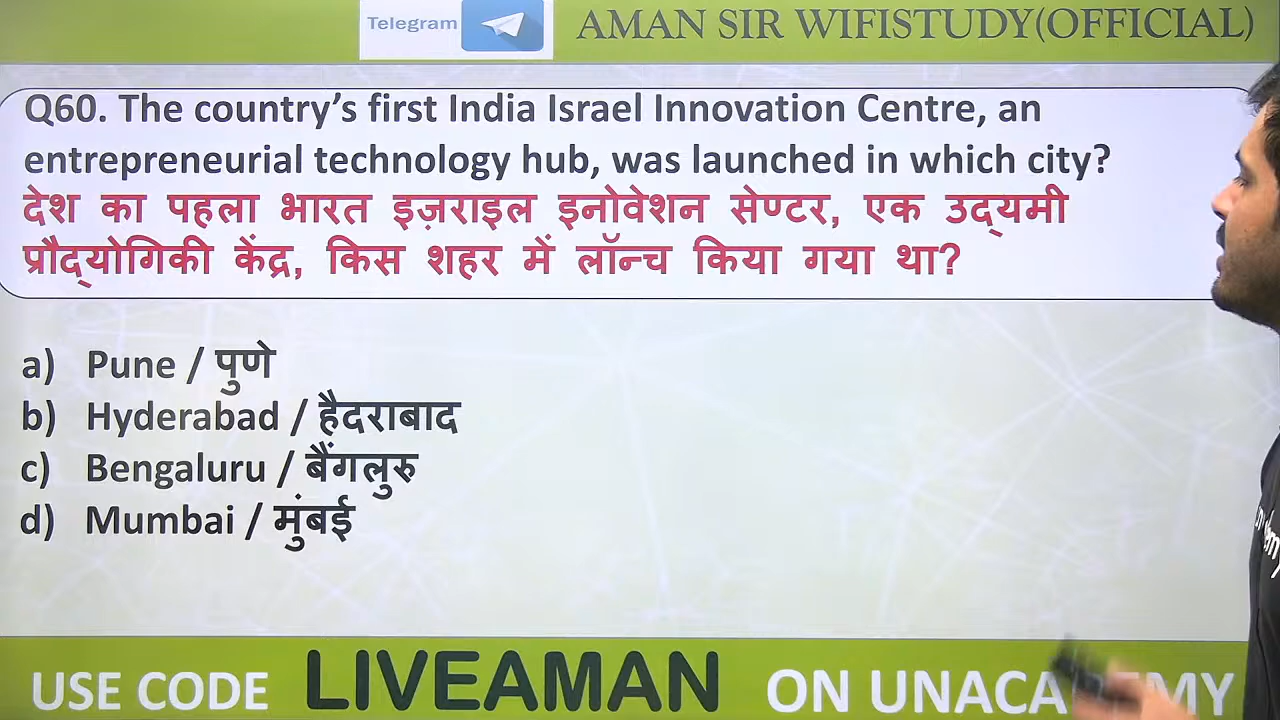 Telegram
AMAN SIR WIFISTUDY(OFFICIAL)
Q60. The country's first India Israel Innovation Centre, an
entrepreneurial technology hub, was launched in which city?
देश का पहला भारत इज़राइल इनोवेशन सेण्टर, एक उद्यमी
प्रौद्योगिकी केंद्र, किस शहर में लॉन्च किया गया था?
a) Pune / पुणे
b) Hyderabad / हैदराबाद
c) Bengaluru / बैंगलुरु
d) Mumbai / मुंबई
USE CODE LIVEAMAN ON UNACADEMY